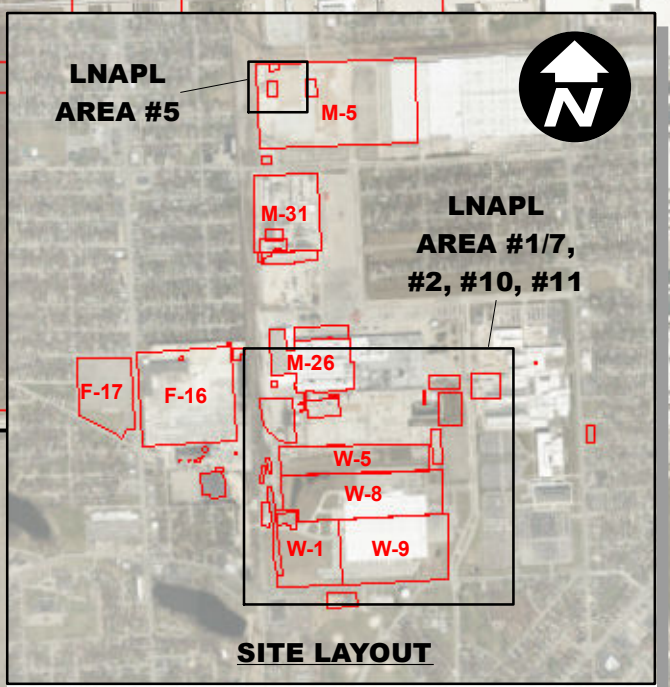 LNAPL
AREA #5
N
M-5
M-31
LNAPL
AREA #1/7,
#2, #10, #11
M-26
F-17
F-16
W-5
W-8
W-1
W-9
SITE LAYOUT